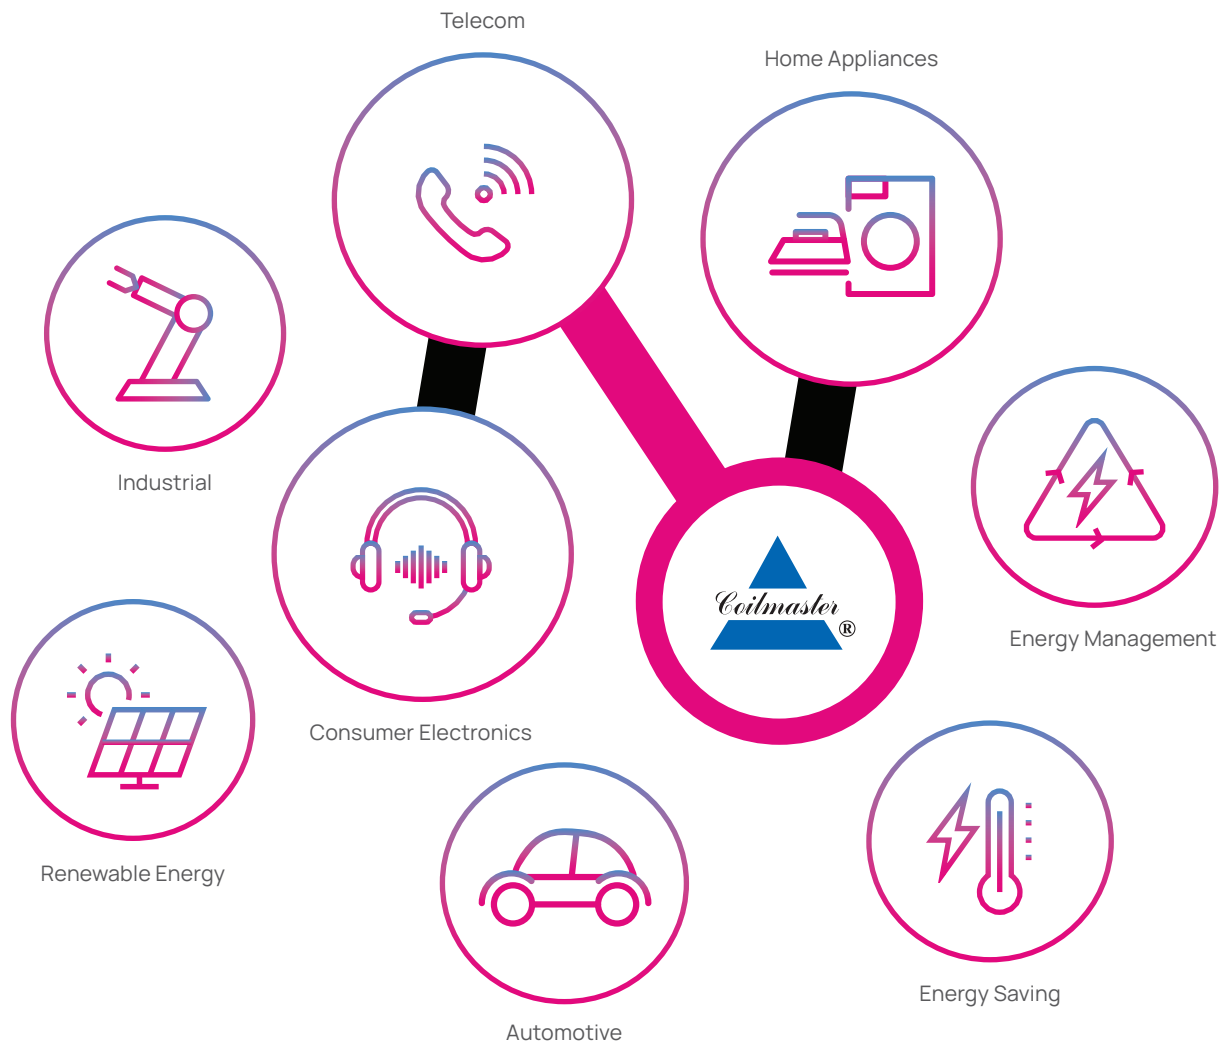 Telecom
Home Appliances
Industrial
Coilmaster
®
Energy Management
Consumer Electronics
Renewable Energy
Energy Saving
Automotive